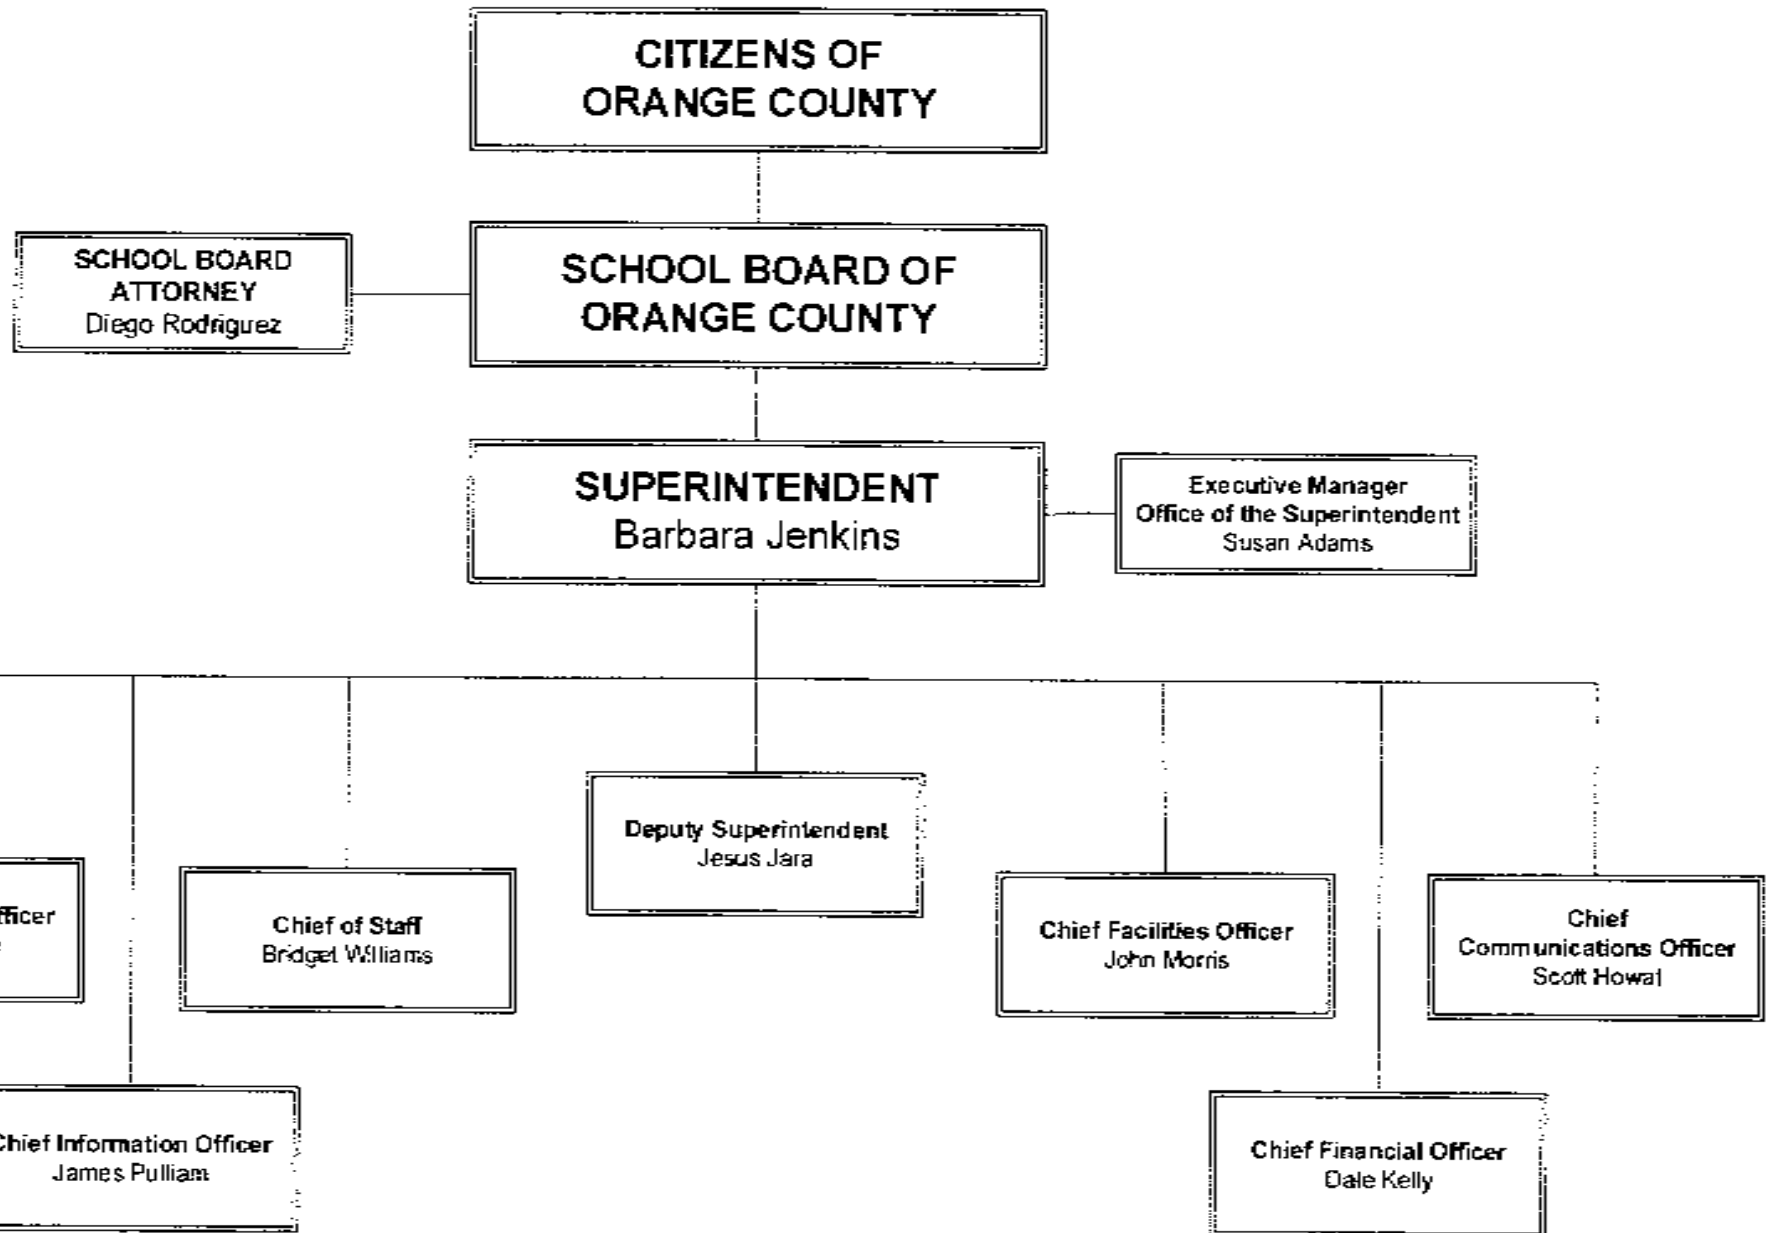 CITIZENS OF
ORANGE COUNTY
SCHOOL BOARD
ATTORNEY
Diego Rodriguez
SCHOOL BOARD OF
ORANGE COUNTY
SUPERINTENDENT
Barbara Jenkins
Executive Manager
Office of the Superintendent
Susan Adams
Deputy Superintendent
Jesus Jara
Chief of Staff
Bridget Williams
Chief Facilities Officer
John Morris
Chief
Communications Officer
Scott Howat
Chief Information Officer
James Pulliam
Chief Financial Officer
Dale Kelly